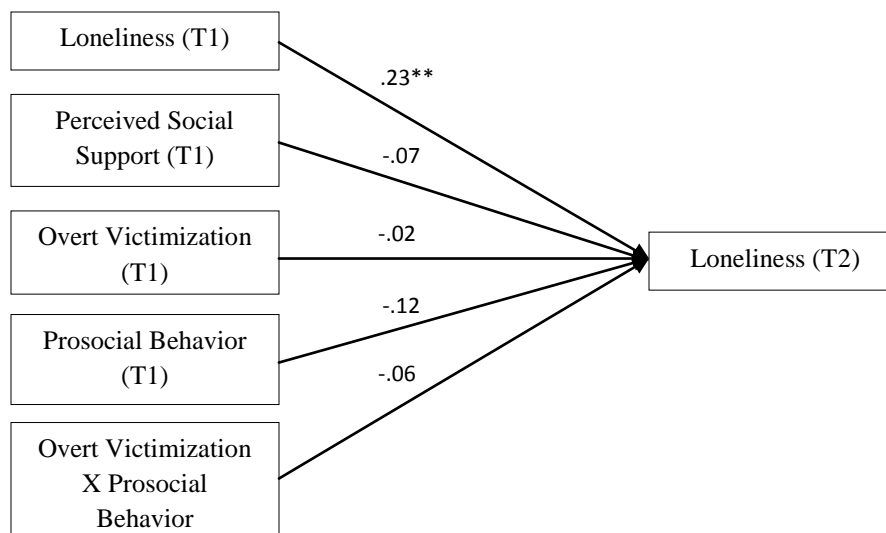 Loneliness (T1)
.23**
Perceived Social
Support (T1)
-.07
Overt Victimization
(T1)
-.02
Loneliness (T2)
Prosocial Behavior
(T1)
-.12
-.06
Overt Victimization
X Prosocial
Behavior